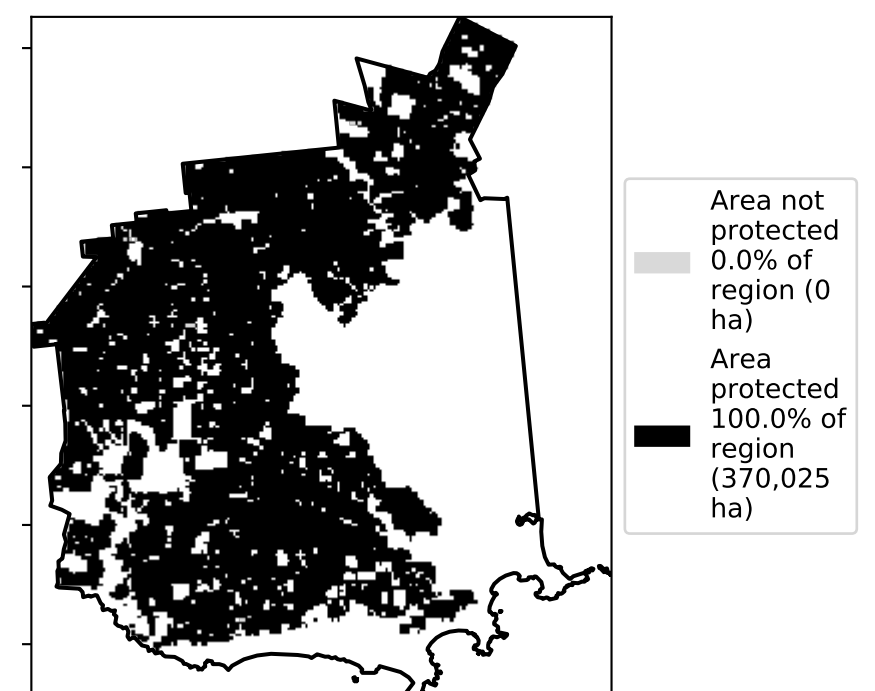 Area not
protected
0.0% of
region (0
ha)
Area
protected
100.0% of
region
(370,025
ha)